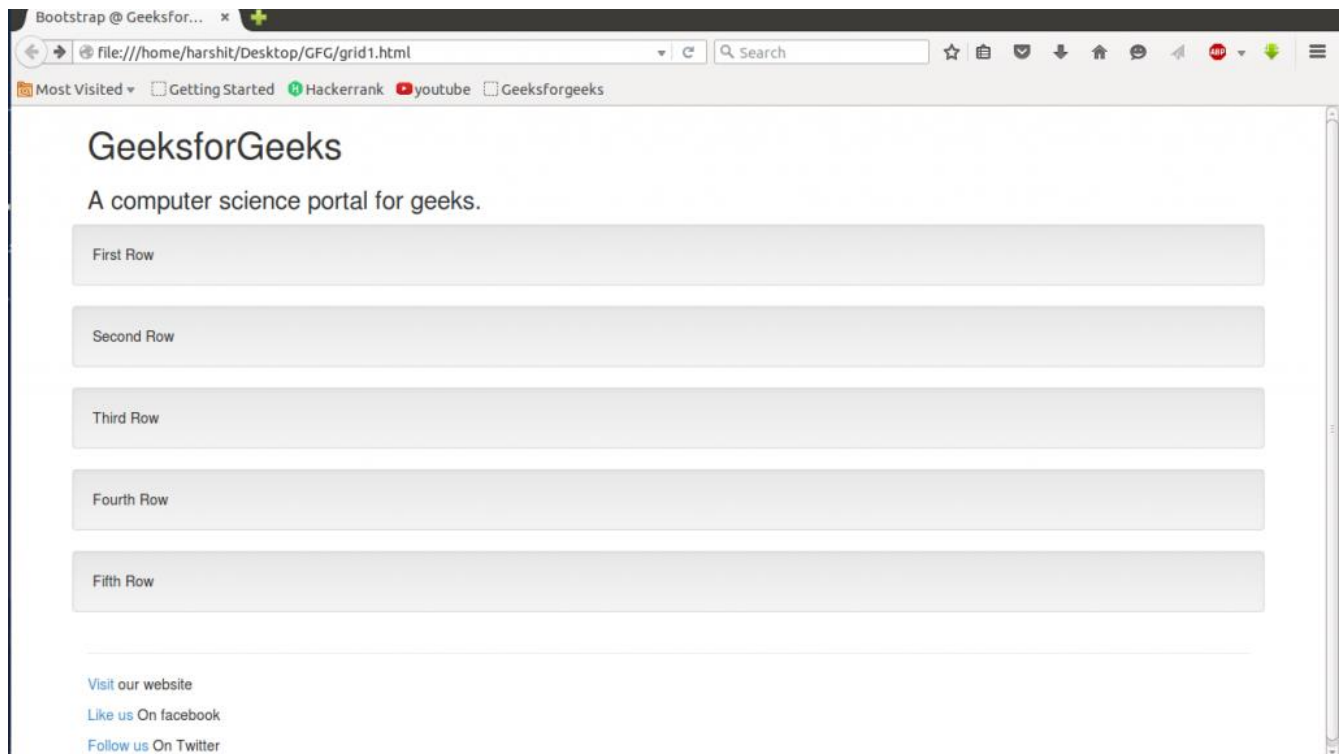 Bootstrap @ Geeksfor... ×
file:///home/harshit/Desktop/GFG/grid1.html Search ABP
Most Visited Getting Started Hackerrank youtube Geeksforgeeks
GeeksforGeeks
A computer science portal for geeks.
First Row
Second Row
Third Row
Fourth Row
Fifth Row
Visit our website
Like us On facebook
Follow us On Twitter